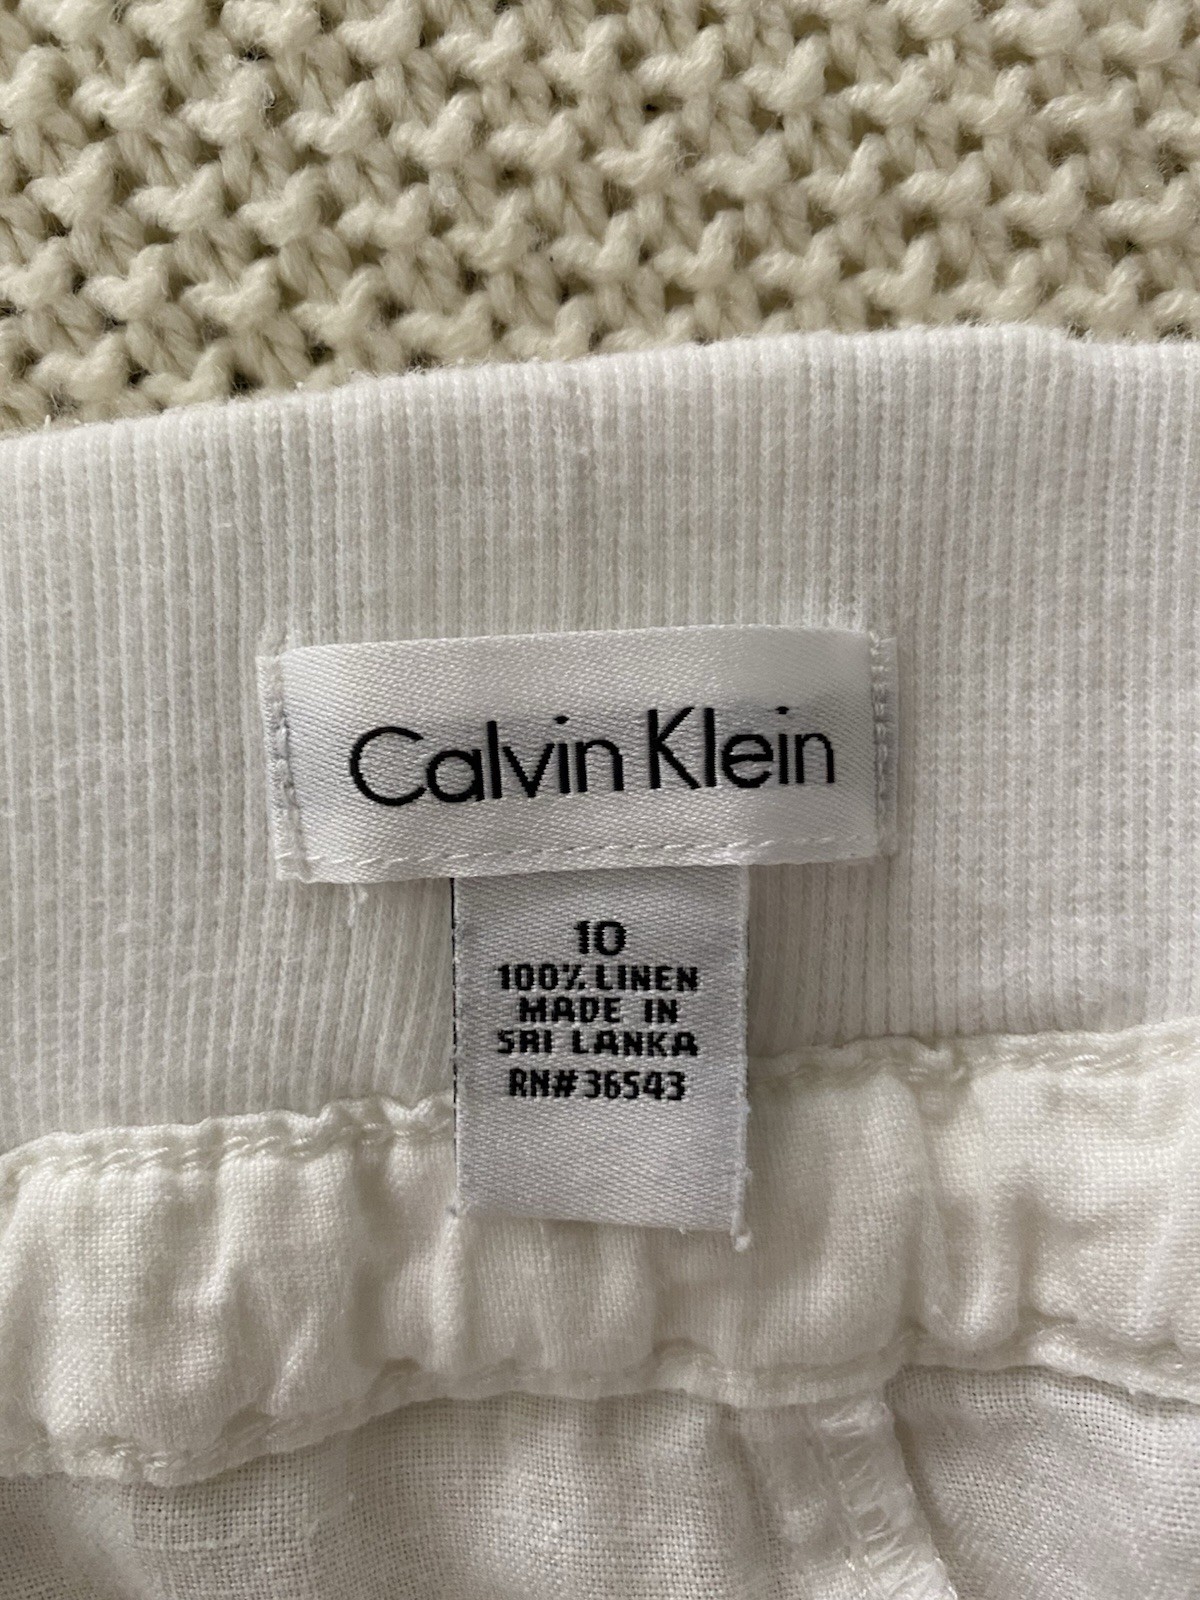 Calvin Klein
10
100% LINEN
MADE IN
SRI LANKA
RN# 36543